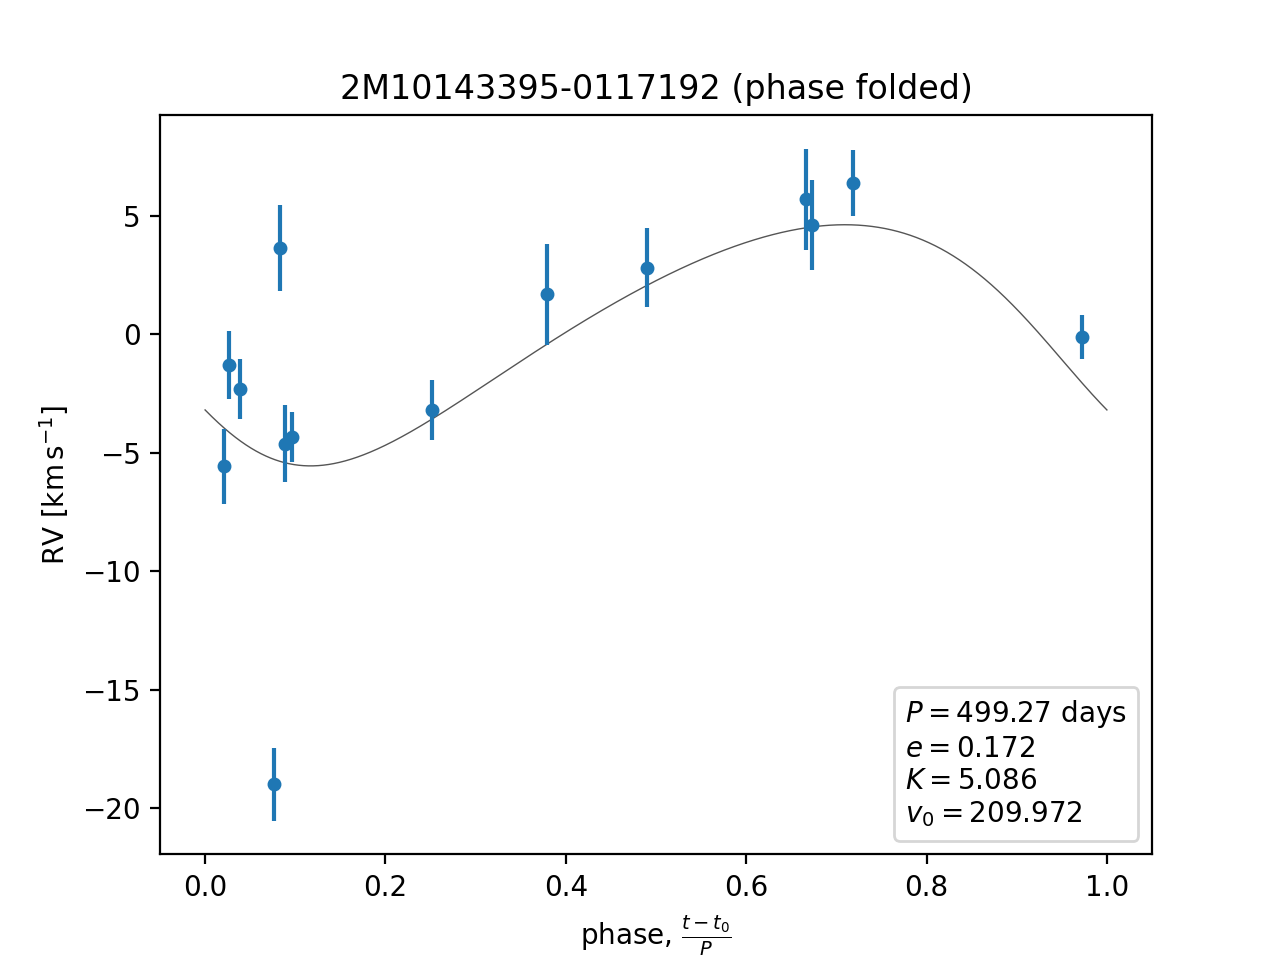 2M10143395-0117192 (phase folded)
RV [km s⁻¹]
5
0
−5
−10
−15
−20
P = 499.27 days
e = 0.172
K = 5.086
v₀ = 209.972
0.0 0.2 0.4 0.6 0.8 1.0
phase, (t − t₀)/P